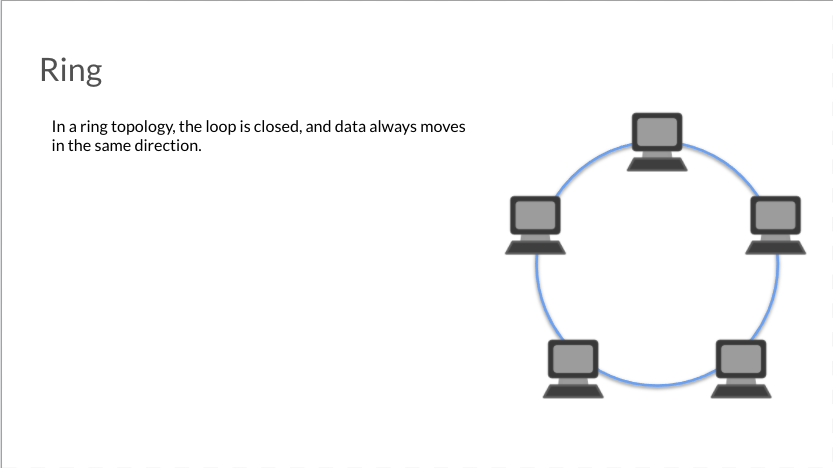 Ring
In a ring topology, the loop is closed, and data always moves
in the same direction.